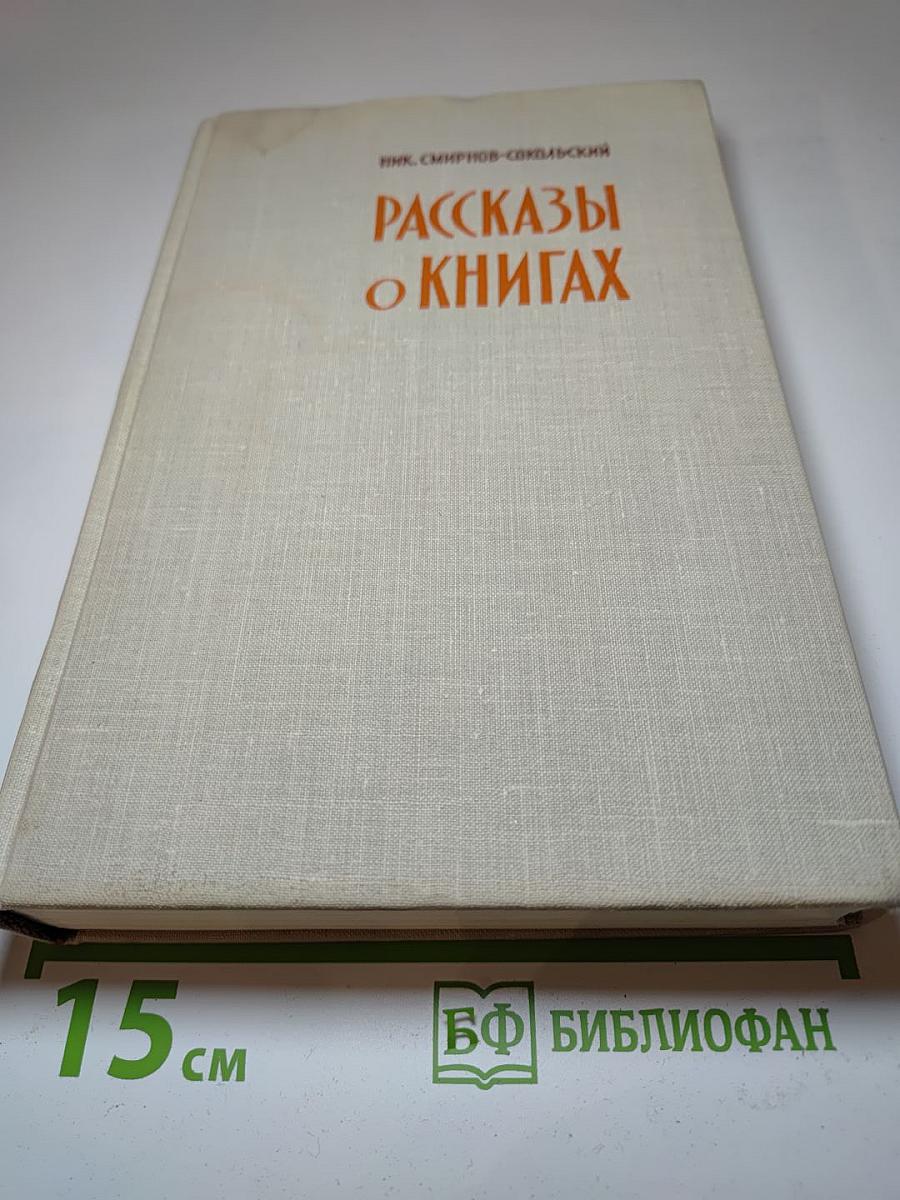 НИК. СМИРНОВ-СОКОЛЬСКИЙ
РАССКАЗЫ
о КНИГАХ
15 см
БФ БИБЛИОФАН